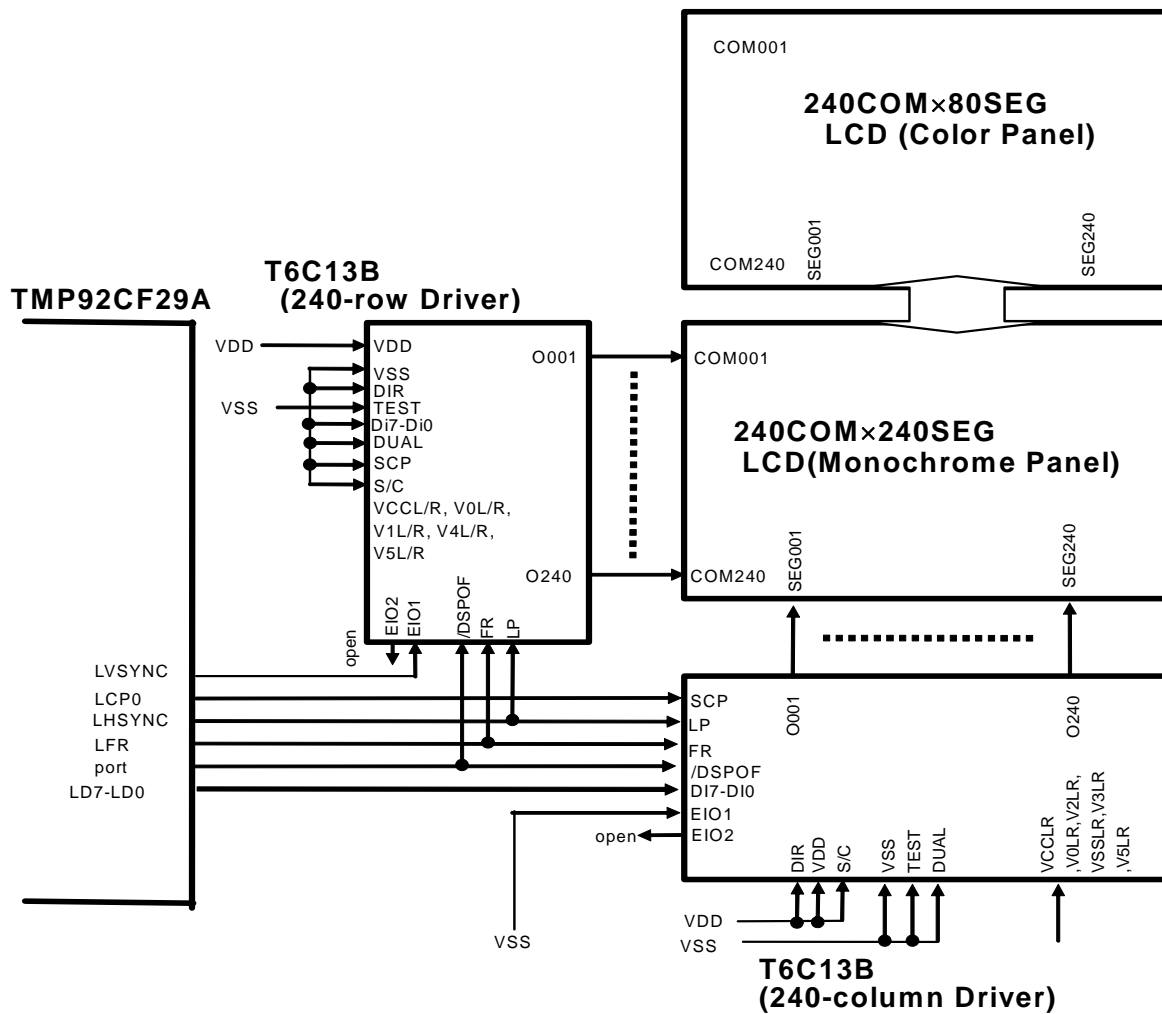 COM001
240COM×80SEG
LCD (Color Panel)
SEG001
SEG240
COM240
T6C13B
(240-row Driver)
TMP92CF29A
VDD
VSS
VDD
VSS
DIR
TEST
Di7-Di0
DUAL
SCP
S/C
VCCL/R, V0L/R,
V1L/R, V4L/R,
V5L/R
O001
O240
open
EIO2
EIO1
/DSPOF
FR
LP
COM001
240COM×240SEG
LCD(Monochrome Panel)
COM240
SEG001
SEG240
LVSYNC
LCP0
LHSYNC
LFR
port
LD7-LD0
SCP
LP
FR
/DSPOF
DI7-DI0
EIO1
EIO2
open
O001
O240
DIR
VDD
S/C
VSS
TEST
DUAL
VCCLR
,V0LR,V2LR,
VSSLR,V3LR
,V5LR
VDD
VSS
VSS
T6C13B
(240-column Driver)